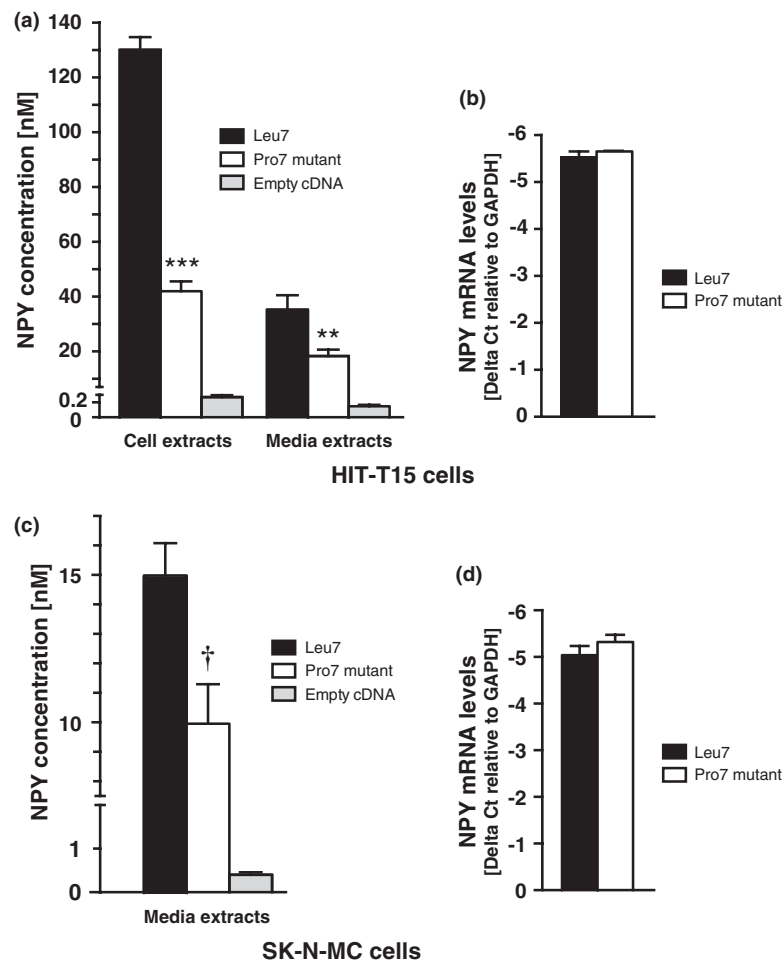 (a)
140
120
100
80
60
40
20
0.2
0
NPY concentration [nM]
Leu7
Pro7 mutant
Empty cDNA
***
**
Cell extracts
Media extracts
(b)
-6
-5
-4
-3
-2
-1
0
NPY mRNA levels
[Delta Ct relative to GAPDH]
Leu7
Pro7 mutant
HIT-T15 cells
(c)
15
10
1
0
NPY concentration [nM]
†
Leu7
Pro7 mutant
Empty cDNA
Media extracts
(d)
-6
-5
-4
-3
-2
-1
0
NPY mRNA levels
[Delta Ct relative to GAPDH]
Leu7
Pro7 mutant
SK-N-MC cells